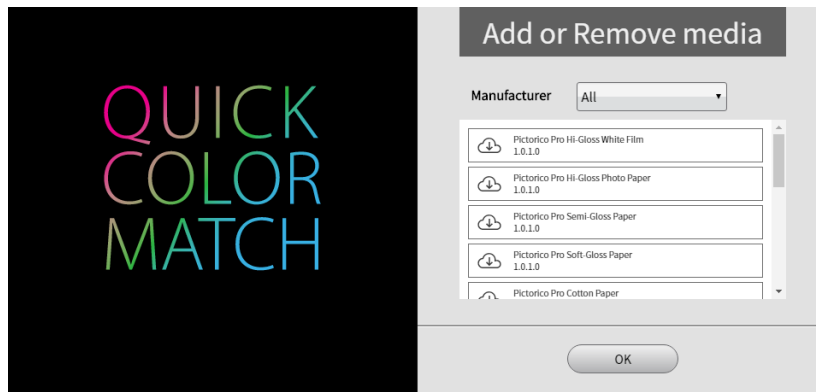 QUICK
COLOR
MATCH
Add or Remove media
Manufacturer
All
Pictorico Pro Hi-Gloss White Film
1.0.1.0
Pictorico Pro Hi-Gloss Photo Paper
1.0.1.0
Pictorico Pro Semi-Gloss Paper
1.0.1.0
Pictorico Pro Soft-Gloss Paper
1.0.1.0
Pictorico Pro Cotton Paper
OK